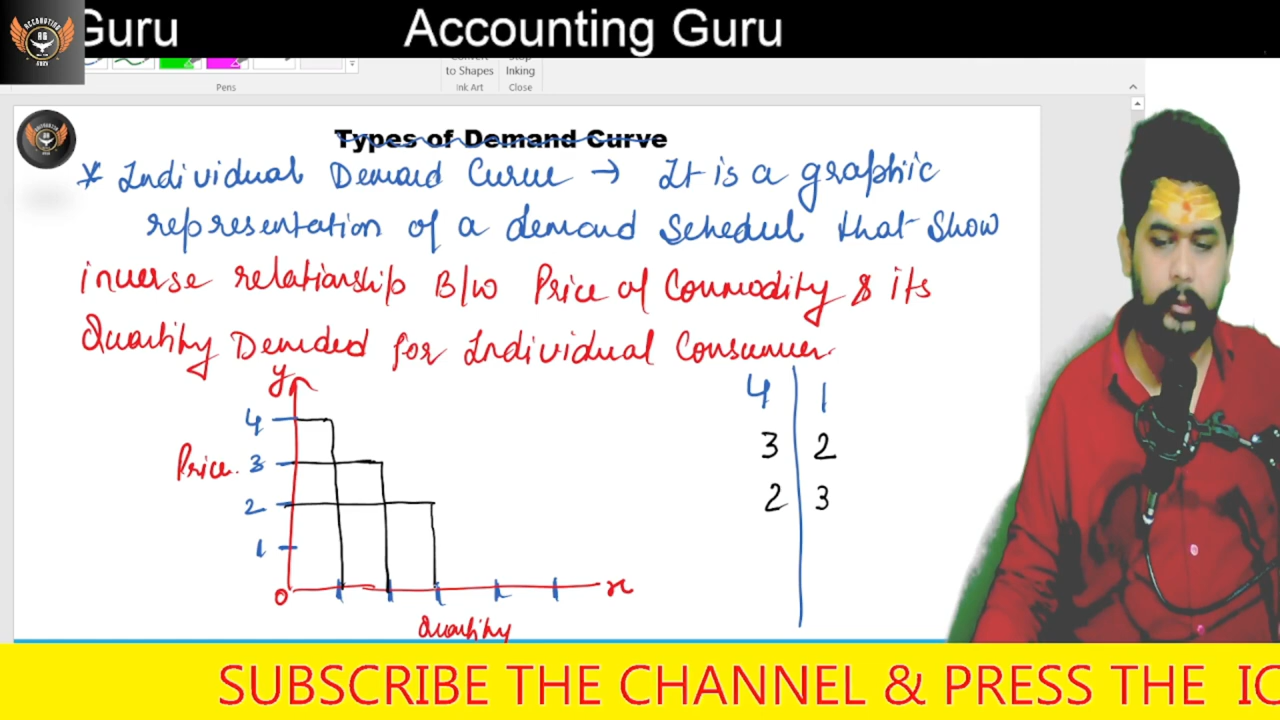 Guru Accounting Guru
Convert Stop
to Shapes Inking
Pens Ink Art Close
Types of Demand Curve
* Individual Demand Curve → It is a graphic
representation of a demand Schedul that Show
inverse relationship B/w Price of Commodity & its
Quantity Demded for Individual Consumer.
y
4 1
4
3 2
Price. 3
2 3
2
1
0 x
Quantity
SUBSCRIBE THE CHANNEL & PRESS THE IC